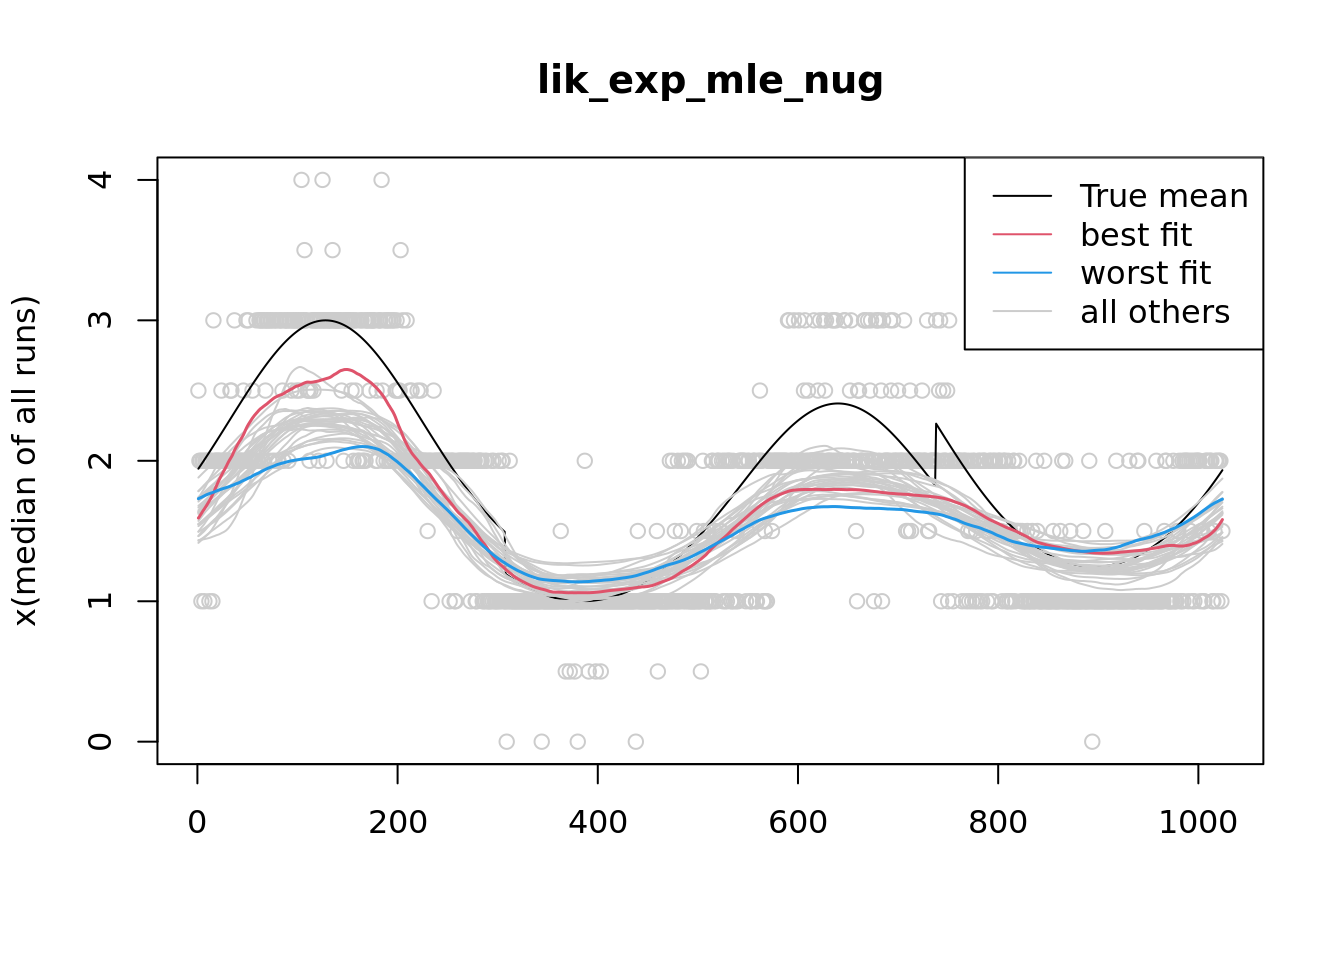 lik_exp_mle_nug
x(median of all runs)
4
3
2
1
0
True mean
best fit
worst fit
all others
0 200 400 600 800 1000